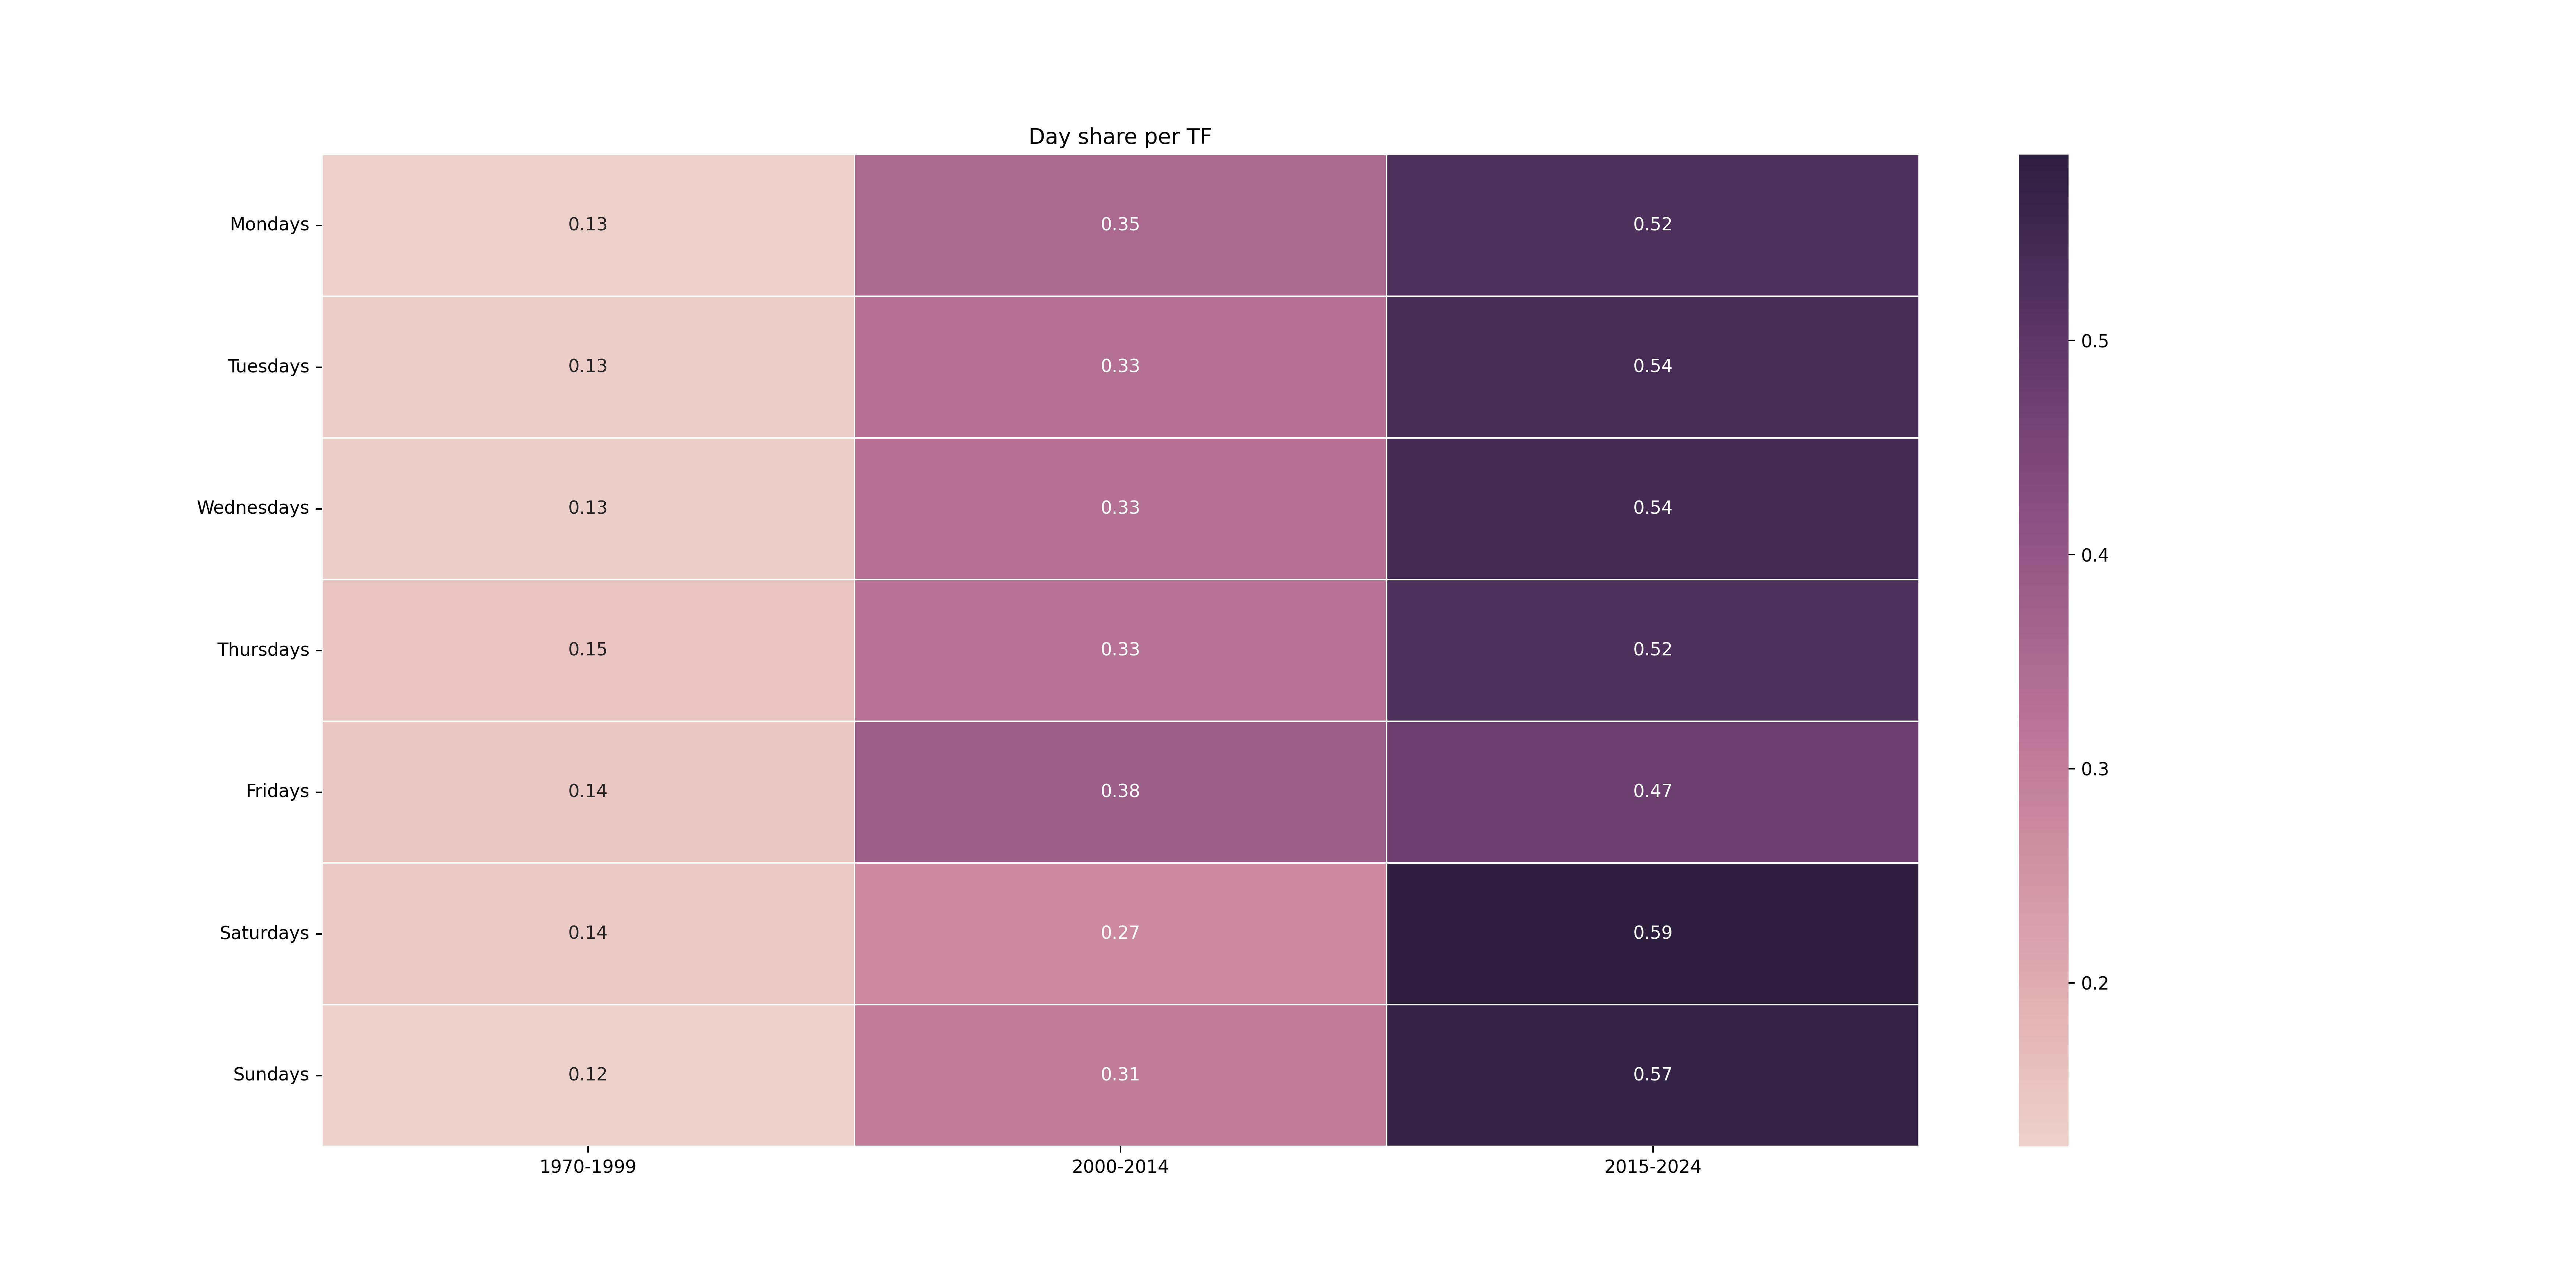 Day share per TF
Mondays 0.13 0.35 0.52
Tuesdays 0.13 0.33 0.54 0.5
Wednesdays 0.13 0.33 0.54
0.4
Thursdays 0.15 0.33 0.52
Fridays 0.14 0.38 0.47
0.3
Saturdays 0.14 0.27 0.59
0.2
Sundays 0.12 0.31 0.57
1970-1999 2000-2014 2015-2024